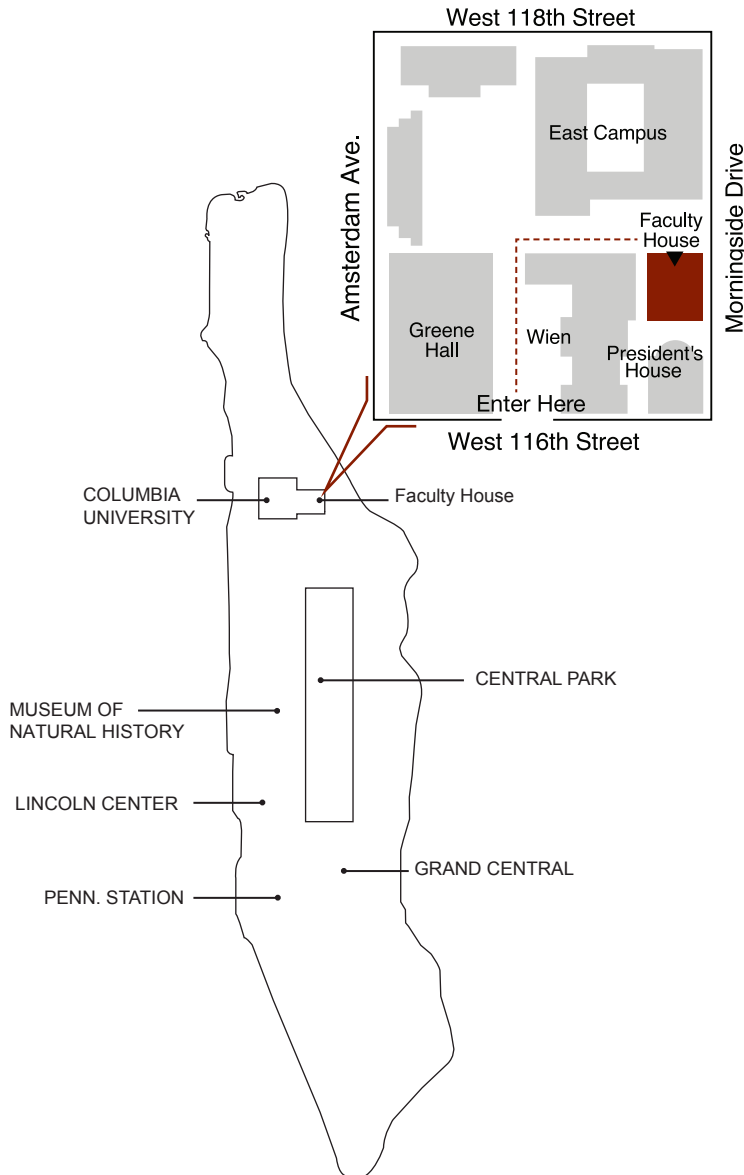 West 118th Street
Amsterdam Ave.
East Campus
Morningside Drive
Faculty
House
Greene
Hall
Wien
President's
House
Enter Here
West 116th Street
COLUMBIA
UNIVERSITY
Faculty House
CENTRAL PARK
MUSEUM OF
NATURAL HISTORY
LINCOLN CENTER
GRAND CENTRAL
PENN. STATION